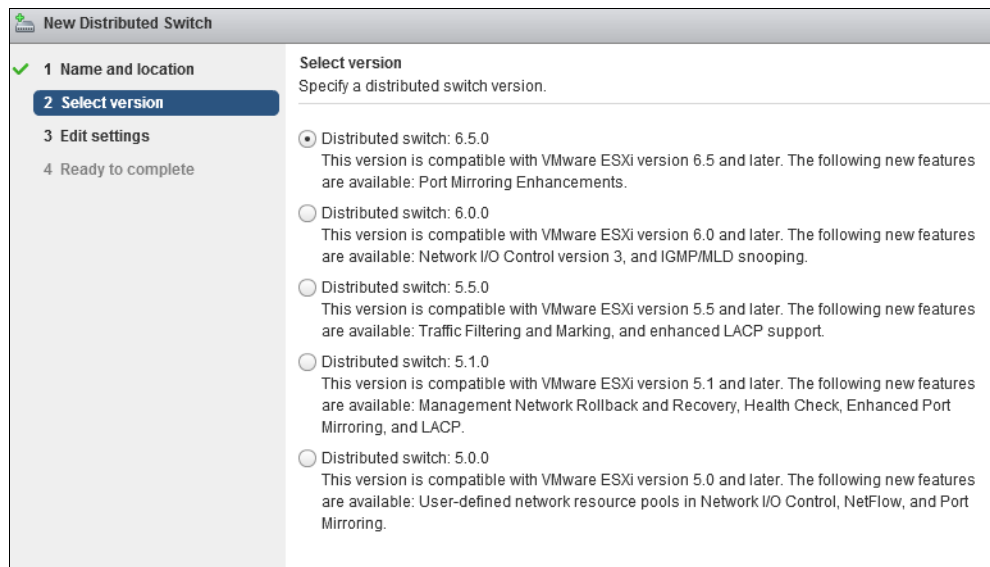 New Distributed Switch
1 Name and location
2 Select version
3 Edit settings
4 Ready to complete
Select version
Specify a distributed switch version.
Distributed switch: 6.5.0
This version is compatible with VMware ESXi version 6.5 and later. The following new features
are available: Port Mirroring Enhancements.
Distributed switch: 6.0.0
This version is compatible with VMware ESXi version 6.0 and later. The following new features
are available: Network I/O Control version 3, and IGMP/MLD snooping.
Distributed switch: 5.5.0
This version is compatible with VMware ESXi version 5.5 and later. The following new features
are available: Traffic Filtering and Marking, and enhanced LACP support.
Distributed switch: 5.1.0
This version is compatible with VMware ESXi version 5.1 and later. The following new features
are available: Management Network Rollback and Recovery, Health Check, Enhanced Port
Mirroring, and LACP.
Distributed switch: 5.0.0
This version is compatible with VMware ESXi version 5.0 and later. The following new features
are available: User-defined network resource pools in Network I/O Control, NetFlow, and Port
Mirroring.